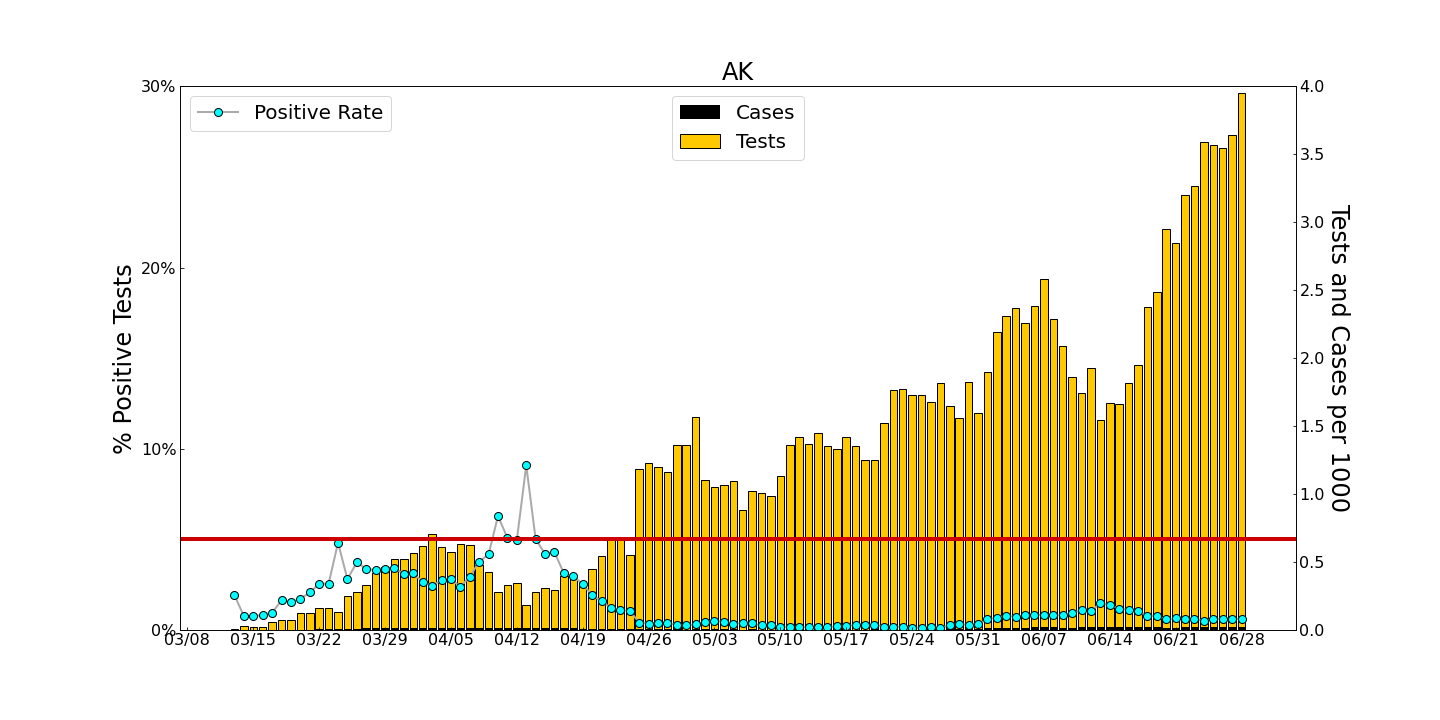 AK
30%
20%
10%
0%
% Positive Tests
Positive Rate
Cases
Tests
4.0
3.5
3.0
2.5
2.0
1.5
1.0
0.5
0.0
Tests and Cases per 1000
03/08 03/15 03/22 03/29 04/05 04/12 04/19 04/26 05/03 05/10 05/17 05/24 05/31 06/07 06/14 06/21 06/28